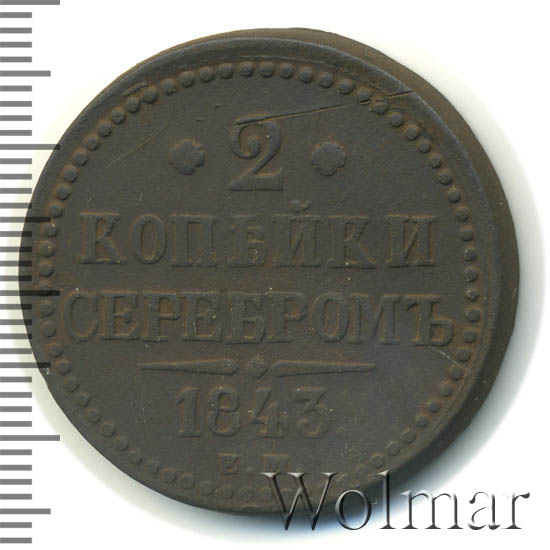 2
КОПѢЙКИ
СЕРЕБРОМЪ
1843
Е.М.
Wolmar